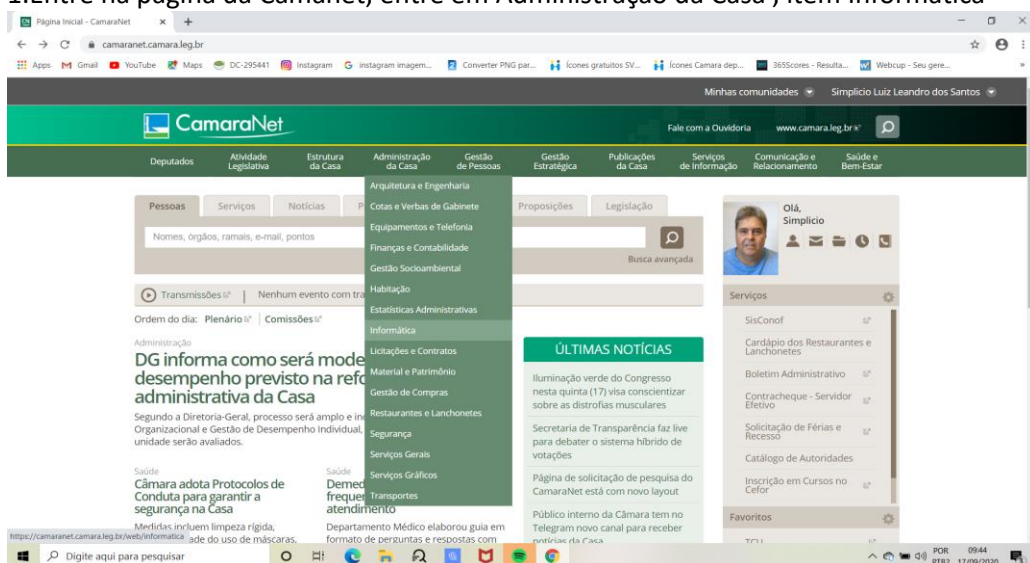 1.Entre na página da Camanet, entre em Administração da Casa , item Informática
Página Inicial - CamaraNet
camaranet.camara.leg.br
Apps Gmail YouTube Maps DC-295441 Instagram instagram imagem... Converter PNG par... Ícones gratuitos SV... Ícones Camara dep... 365Scores - Resulta... Webcup - Seu gere...
Minhas comunidades Simplicio Luiz Leandro dos Santos
CamaraNet
Fale com a Ouvidoria www.camara.leg.br
Deputados
Atividade
Legislativa
Estrutura
da Casa
Administração
da Casa
Gestão
de Pessoas
Gestão
Estratégica
Publicações
da Casa
Serviços
de Informação
Comunicação e
Relacionamento
Saúde e
Bem-Estar
Arquitetura e Engenharia
Cotas e Verbas de Gabinete
Equipamentos e Telefonia
Finanças e Contabilidade
Gestão Socioambiental
Habitação
Estatísticas Administrativas
Informática
Licitações e Contratos
Material e Patrimônio
Gestão de Compras
Restaurantes e Lanchonetes
Segurança
Serviços Gerais
Serviços Gráficos
Transportes
Pessoas Serviços Notícias P Proposições Legislação
Nomes, órgãos, ramais, e-mail, pontos
Busca avançada
Transmissões | Nenhum evento com tra
Ordem do dia: Plenário | Comissões
Administração
DG informa como será mode
desempenho previsto na refo
administrativa da Casa
Segundo a Diretoria-Geral, processo será amplo e in
Organizacional e Gestão de Desempenho Individual,
unidade serão avaliados.
Saúde
Câmara adota Protocolos de
Conduta para garantir a
segurança na Casa
Medidas incluem limpeza rígida,
ade do uso de máscaras,
Saúde
Demed
frequen
atendimento
Departamento Médico elaborou guia em
formato de perguntas e respostas com
ÚLTIMAS NOTÍCIAS
Iluminação verde do Congresso
nesta quinta (17) visa conscientizar
sobre as distrofias musculares
Secretaria de Transparência faz live
para debater o sistema híbrido de
votações
Página de solicitação de pesquisa do
CamaraNet está com novo layout
Público interno da Câmara tem no
Telegram novo canal para receber
notícias da Casa
Olá,
Simplicio
Serviços
SisConof
Cardápio dos Restaurantes e
Lanchonetes
Boletim Administrativo
Contracheque - Servidor
Efetivo
Solicitação de Férias e
Recesso
Catálogo de Autoridades
Inscrição em Cursos no
Cefor
Favoritos
TCU
https://camaranet.camara.leg.br/web/informatica
Digite aqui para pesquisar
POR
PTB2
09:44
17/09/2020